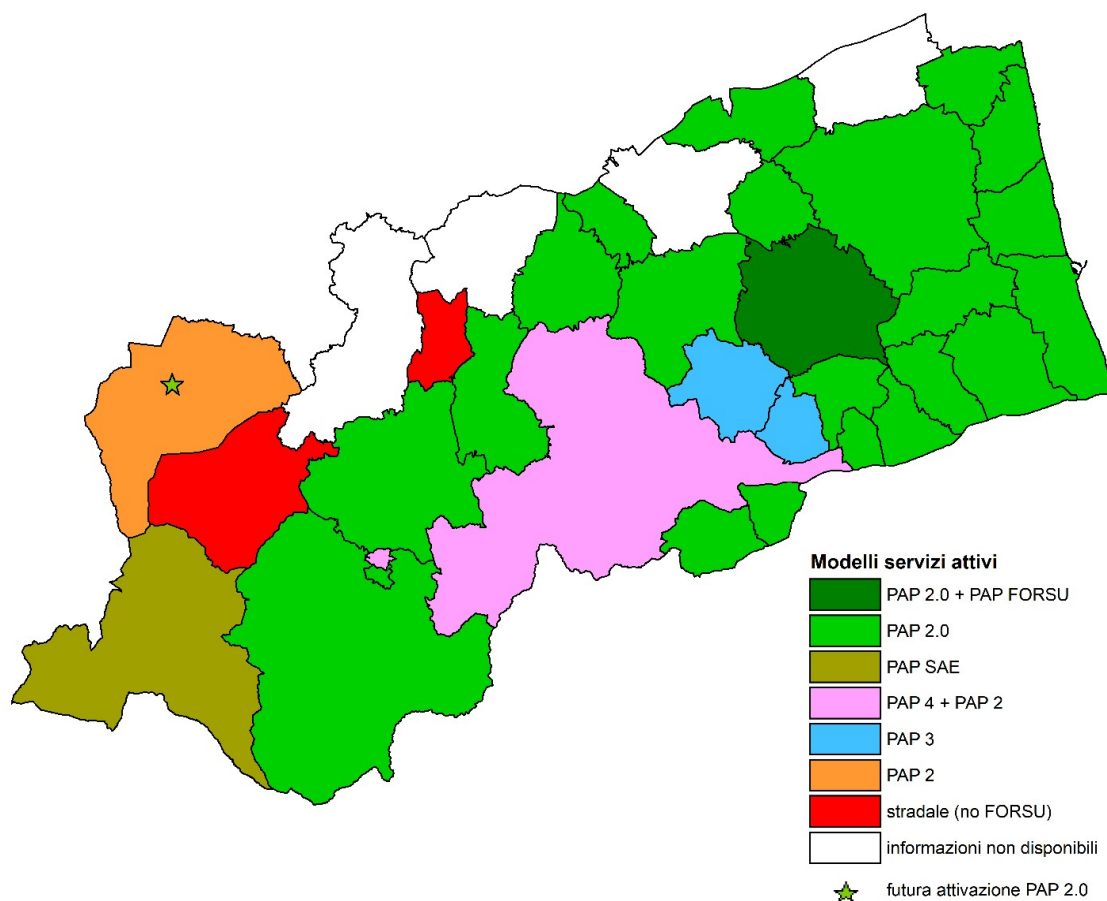 Modelli servizi attivi
PAP 2.0 + PAP FORSU
PAP 2.0
PAP SAE
PAP 4 + PAP 2
PAP 3
PAP 2
stradale (no FORSU)
informazioni non disponibili
futura attivazione PAP 2.0